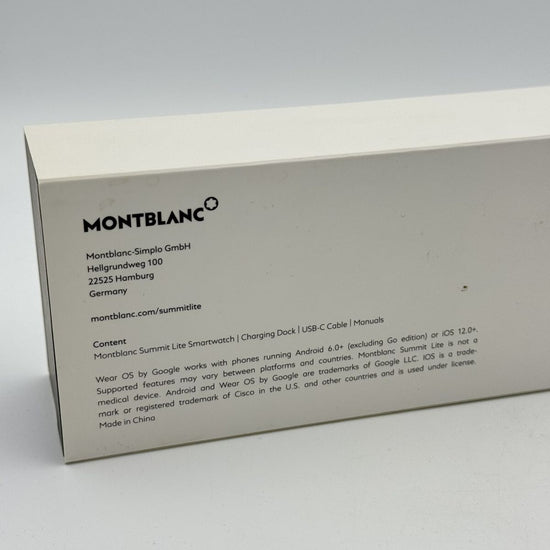 MONTBLANC
Montblanc-Simplo GmbH
Hellgrundweg 100
22525 Hamburg
Germany
montblanc.com/summitlite
Content
Montblanc Summit Lite Smartwatch | Charging Dock | USB-C Cable | Manuals
Wear OS by Google works with phones running Android 6.0+ (excluding Go edition) or iOS 12.0+.
Supported features may vary between platforms and countries. Montblanc Summit Lite is not a
medical device. Android and Wear OS by Google are trademarks of Google LLC. IOS is a trade-
mark or registered trademark of Cisco in the U.S. and other countries and is used under license.
Made in China